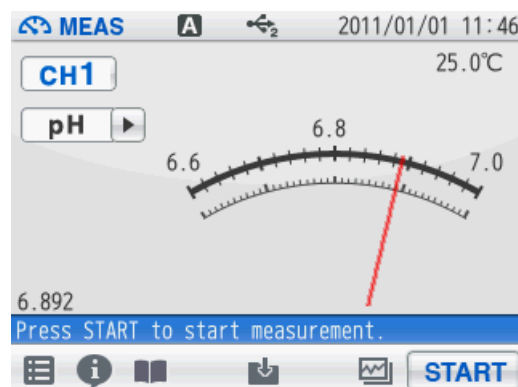 MEAS A 2 2011/01/01 11:46
25.0℃
CH1
pH
6.8
6.6 7.0
6.892
Press START to start measurement.
START